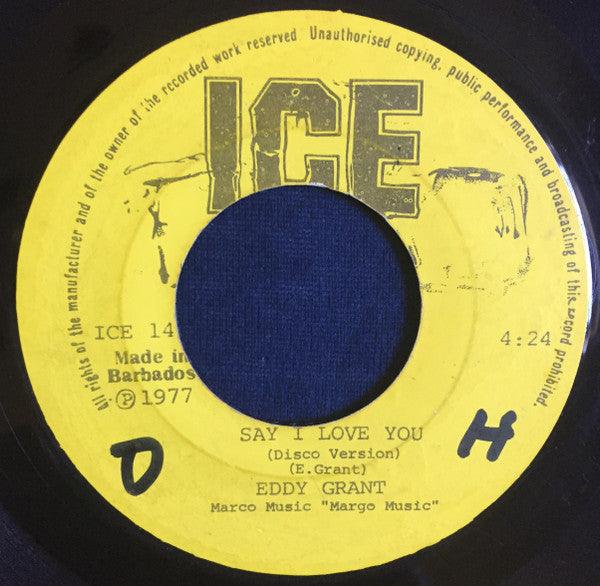 All rights of the manufacturer and of the owner of the recorded work reserved Unauthorised copying, public performance and broadcasting of this record prohibited.
ICE
ICE 14
4:24
Made in
Barbados
Ⓟ 1977
SAY I LOVE YOU
(Disco Version)
(E.Grant)
EDDY GRANT
Marco Music "Margo Music"
D
H